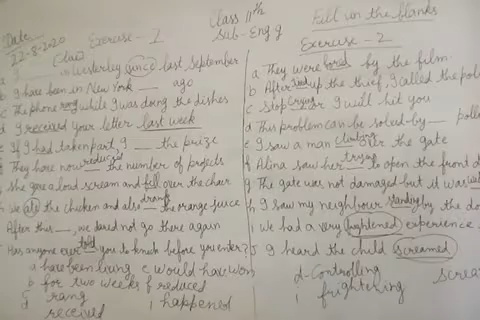 Date
22-8-2020
Class 11th
Sub-Eng g
Fill in the blanks
Exercise - 1
in Westerley since last September
b I have been in New York __ ago
c The phone rang while I was doing the dishes
d I received your letter last week
e If I had taken part I __ the prize
They have now reduced the number of projects
She gave a loud scream and fell over the chair
We ate the chicken and also drank the orange juice
After this __, we dared not go there again
Has anyone ever told you to knock before you enter?
a have been living e would have won
b for two weeks f reduced
rang i happened
received
Exercise - 2
a They were bored by the film.
b After up the thief, I called the
c Stop crying or I will hit you
d This problem can be solved by __
e I saw a man climbing over the gate
f Alina saw her trying to open the front
g The gate was not damaged but it was
h I saw my neighbour standing by the
i we had a very frightened experience.
j I heard the child screamed
d - Controlling
i frightening